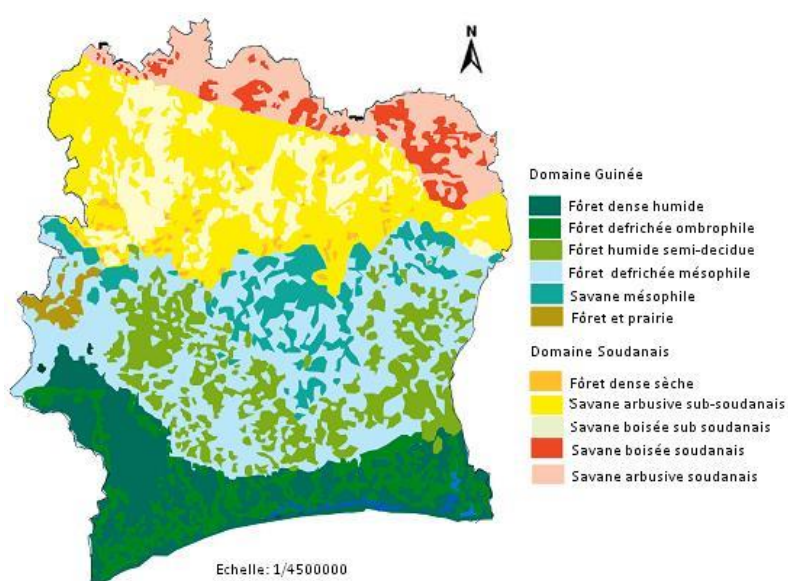 N
Domaine Guinée
Fôret dense humide
Fôret defrichée ombrophile
Fôret humide semi-decidue
Fôret defrichée mésophile
Savane mésophile
Fôret et prairie
Domaine Soudanais
Fôret dense sèche
Savane arbusive sub-soudanais
Savane boisée sub soudanais
Savane boisée soudanais
Savane arbusive soudanais
Echelle: 1/4500000